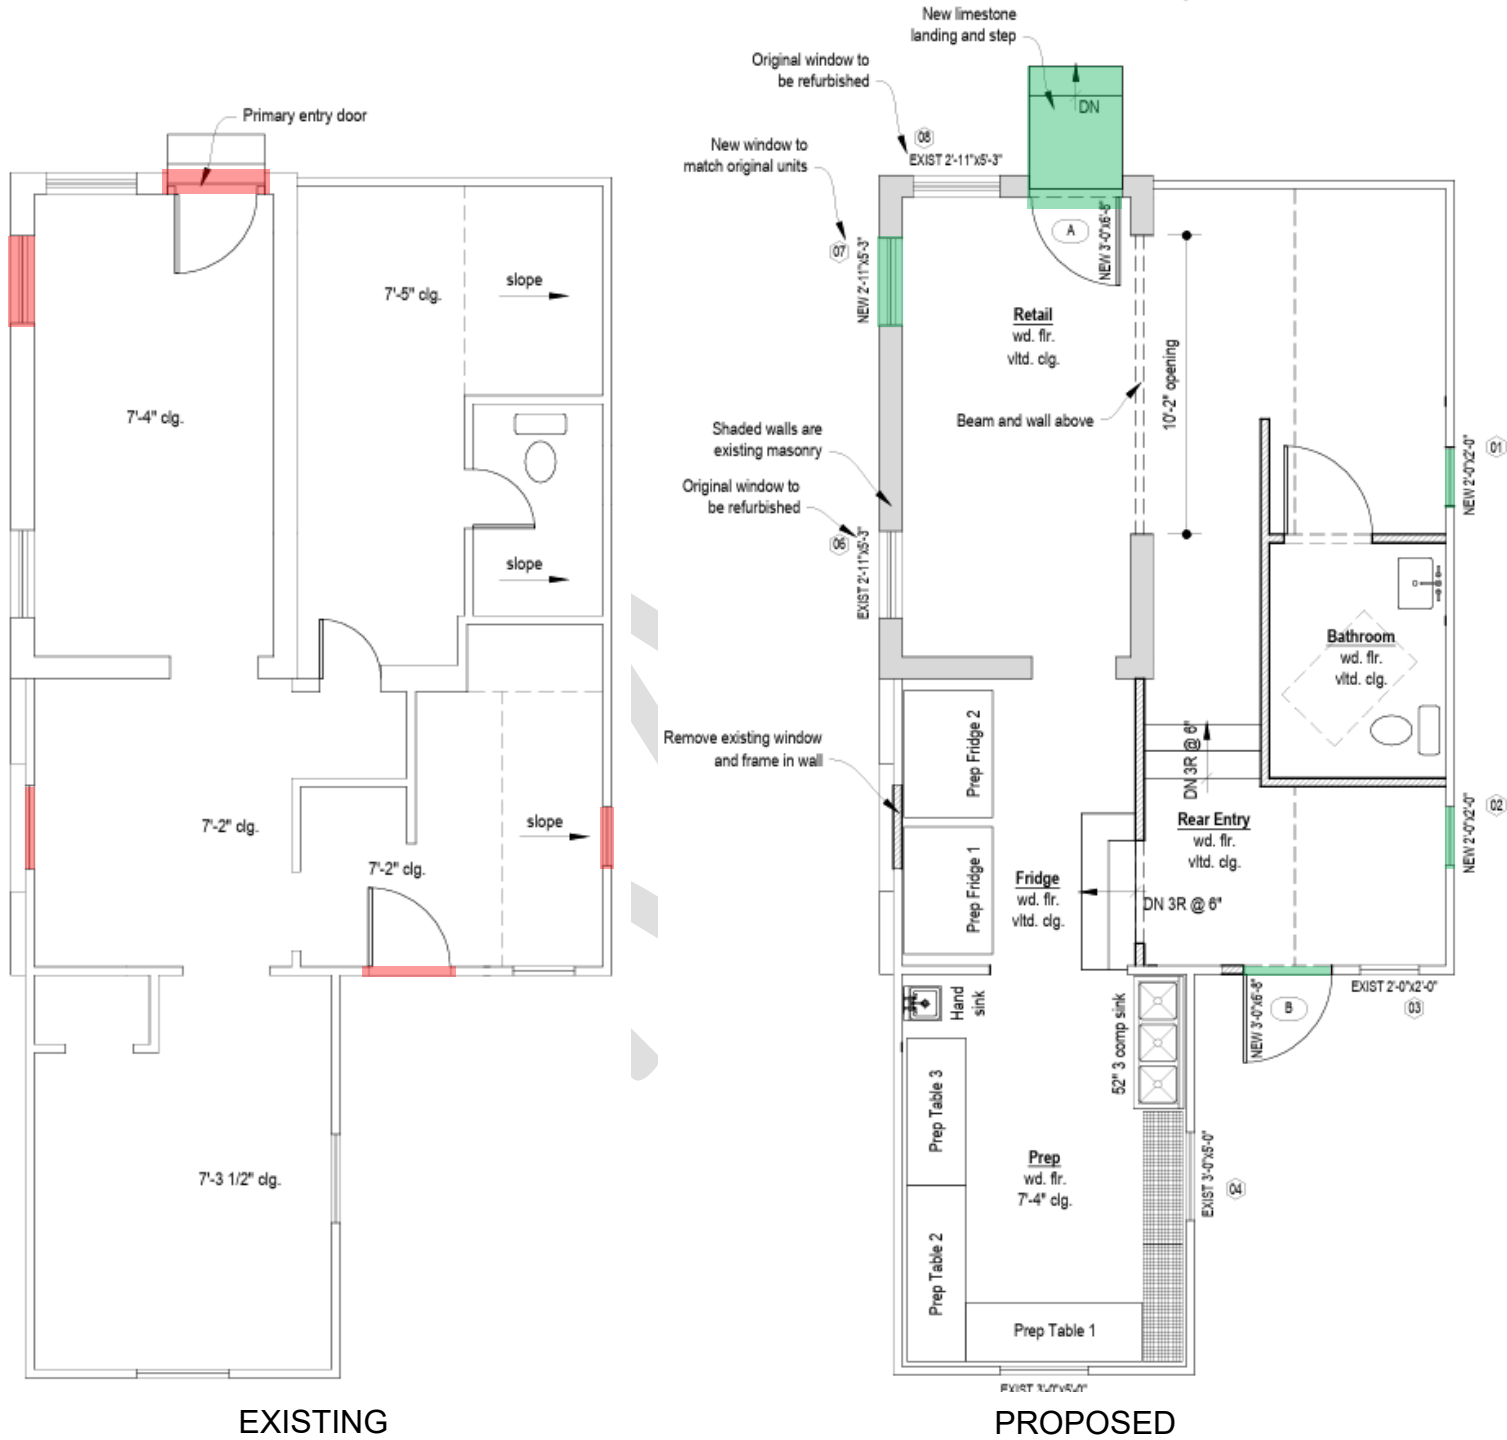 Primary entry door
slope
7'-5" clg.
7'-4" clg.
slope
7'-2" clg.
slope
7'-2" clg.
7'-3 1/2" clg.
EXISTING
New limestone
landing and step
Original window to
be refurbished
DN
08
EXIST 2'-11"x5'-3"
New window to
match original units
07
NEW 2'-11"x5'-3"
A
NEW 3'-0"x6'-8"
Retail
wd. flr.
vltd. clg.
10'-2" opening
Beam and wall above
Shaded walls are
existing masonry
Original window to
be refurbished
06
EXIST 2'-11"x5'-3"
01
NEW 2'-0"x2'-0"
Bathroom
wd. flr.
vltd. clg.
Remove existing window
and frame in wall
Prep Fridge 2
DN 3R @ 6"
Prep Fridge 1
Rear Entry
wd. flr.
vltd. clg.
02
NEW 2'-0"x2'-0"
Fridge
wd. flr.
vltd. clg.
DN 3R @ 6"
Hand
sink
52" 3 comp sink
NEW 3'-0"x6'-8"
B
EXIST 2'-0"x2'-0"
03
Prep Table 3
Prep
wd. flr.
7'-4" clg.
EXIST 3'-0"x5'-0"
04
Prep Table 2
Prep Table 1
EXIST 3'-0"x5'-0"
PROPOSED